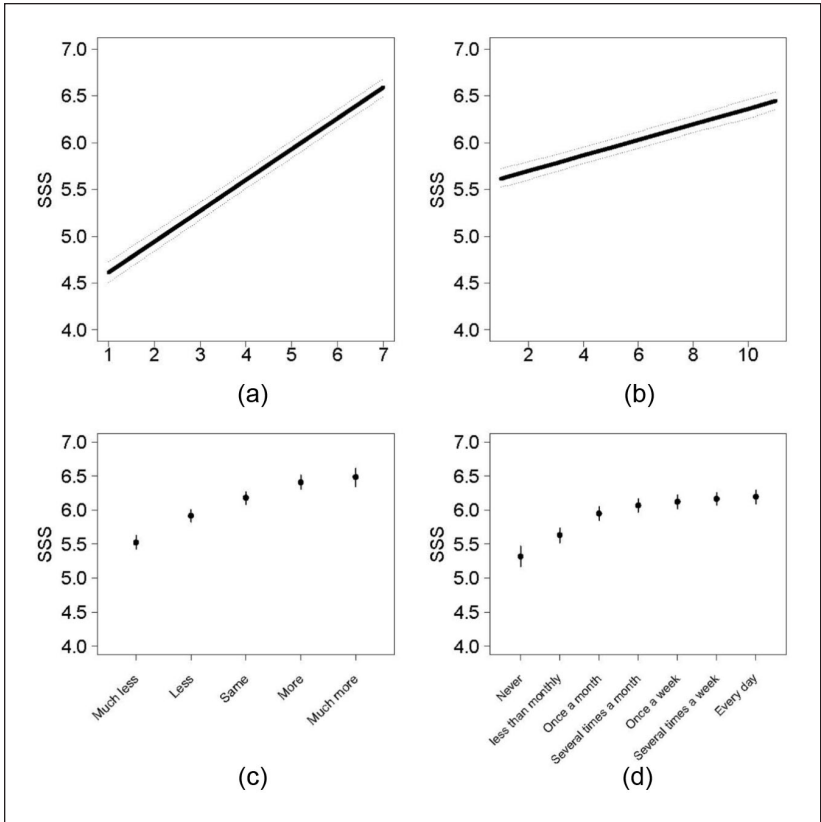 7.0
6.5
6.0
5.5
5.0
4.5
4.0
SSS
1 2 3 4 5 6 7
(a)
7.0
6.5
6.0
5.5
5.0
4.5
4.0
SSS
2 4 6 8 10
(b)
7.0
6.5
6.0
5.5
5.0
4.5
4.0
SSS
Much less
Less
Same
More
Much more
(c)
7.0
6.5
6.0
5.5
5.0
4.5
4.0
SSS
Never
less than monthly
Once a month
Several times a month
Once a week
Several times a week
Every day
(d)